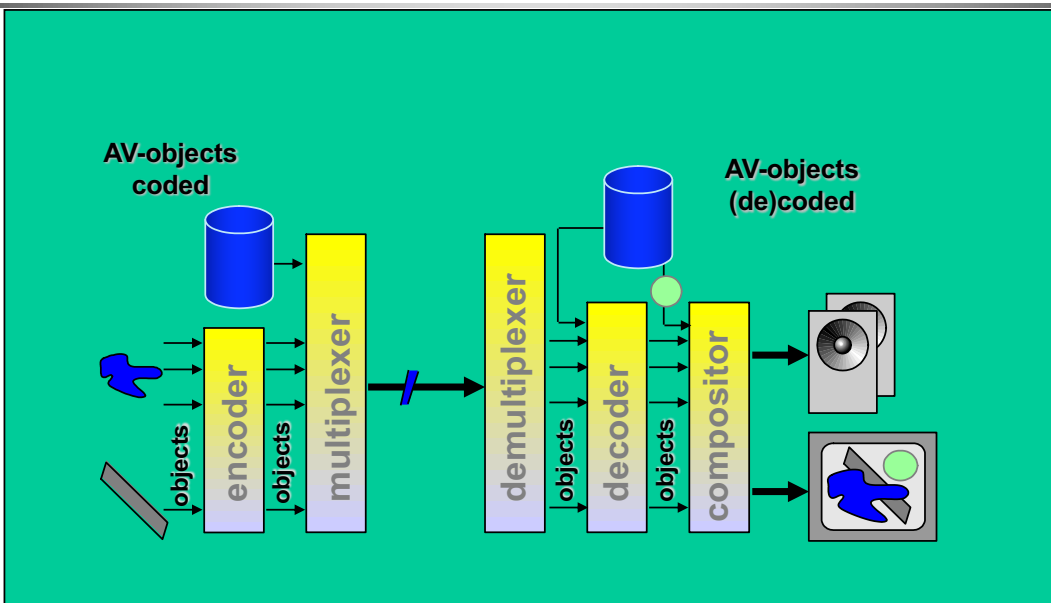 AV-objects
coded
AV-objects
(de)coded
objects
encoder
objects
multiplexer
demultiplexer
objects
decoder
objects
compositor